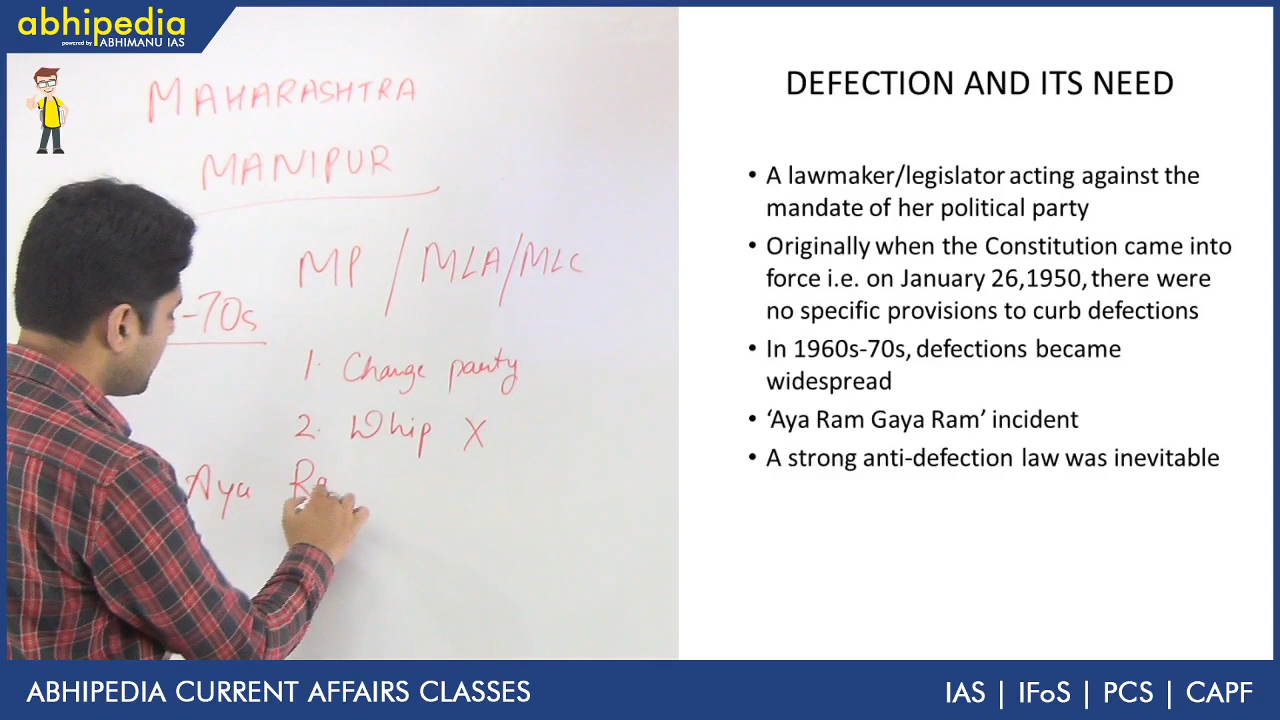 abhipedia
powered by ABHIMANU IAS
MAHARASHTRA
MANIPUR
MP / MLA/MLC
-70s
1. Change party
2. Whip X
Aya Ra
DEFECTION AND ITS NEED
• A lawmaker/legislator acting against the
mandate of her political party
• Originally when the Constitution came into
force i.e. on January 26,1950, there were
no specific provisions to curb defections
• In 1960s-70s, defections became
widespread
• ‘Aya Ram Gaya Ram’ incident
• A strong anti-defection law was inevitable
ABHIPEDIA CURRENT AFFAIRS CLASSES
IAS | IFoS | PCS | CAPF